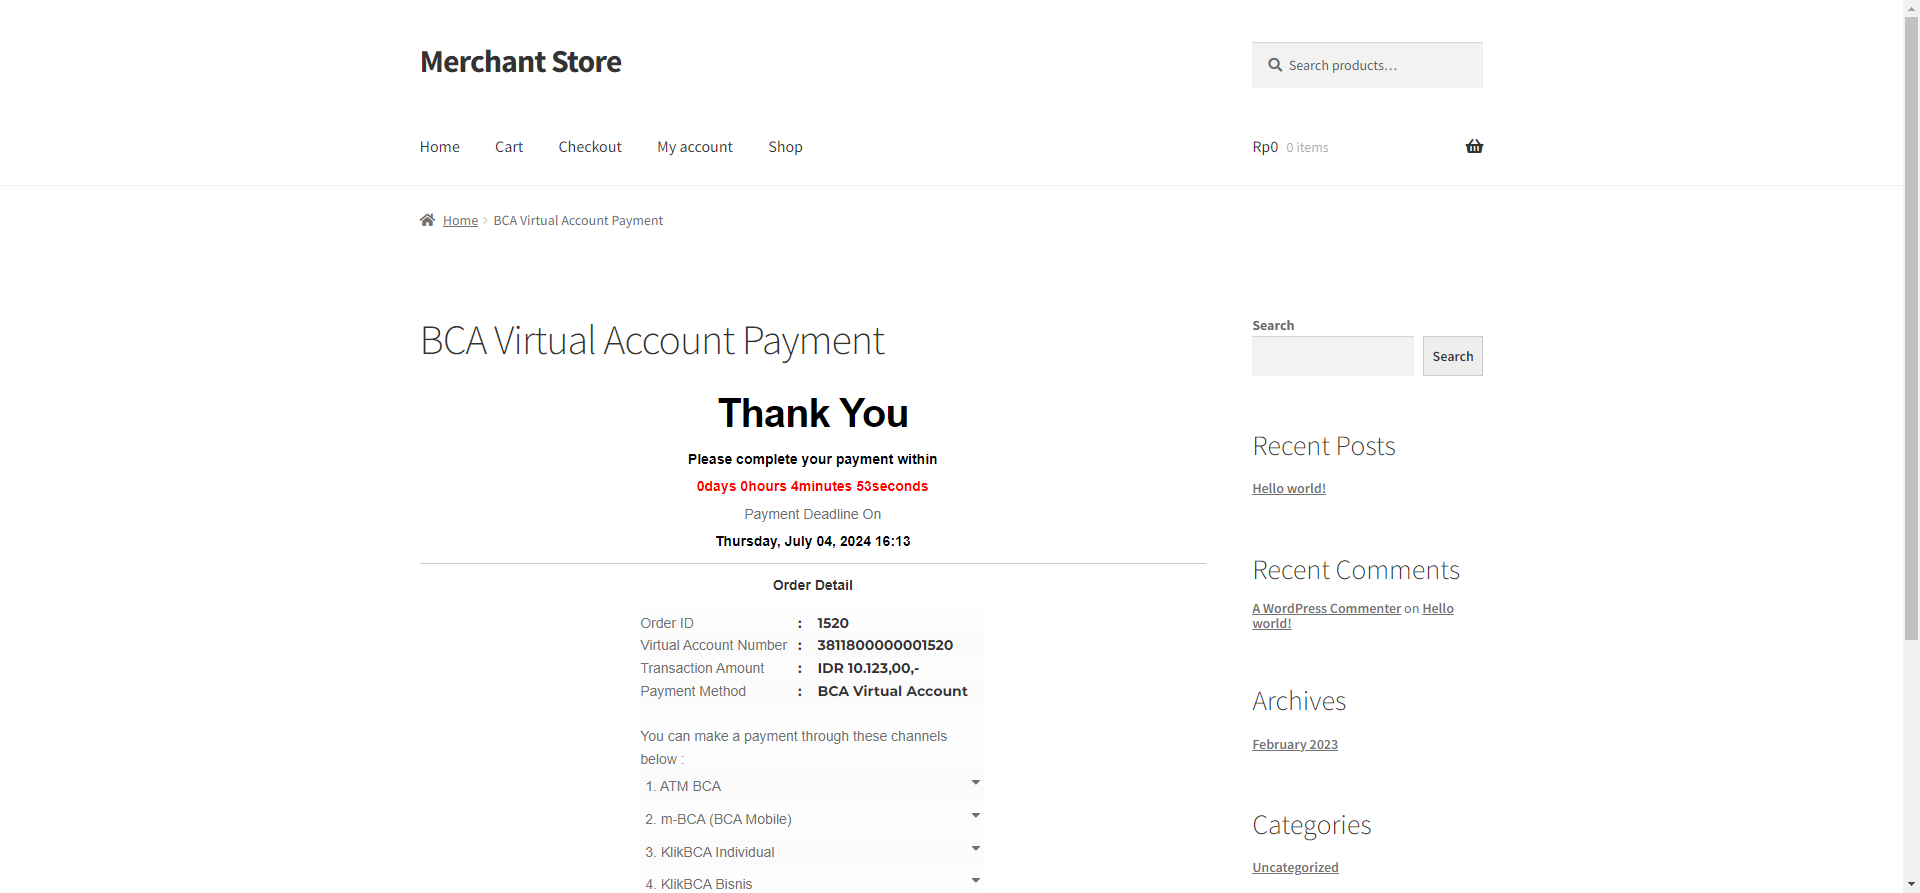 Merchant Store
Search products…
Home Cart Checkout My account Shop
Rp0 0 items
Home > BCA Virtual Account Payment
BCA Virtual Account Payment
Thank You
Please complete your payment within
0days 0hours 4minutes 53seconds
Payment Deadline On
Thursday, July 04, 2024 16:13
Order Detail
Order ID : 1520
Virtual Account Number : 3811800000001520
Transaction Amount : IDR 10.123,00,-
Payment Method : BCA Virtual Account
You can make a payment through these channels
below :
1. ATM BCA
2. m-BCA (BCA Mobile)
3. KlikBCA Individual
4. KlikBCA Bisnis
Search
Search
Recent Posts
Hello world!
Recent Comments
A WordPress Commenter on Hello
world!
Archives
February 2023
Categories
Uncategorized